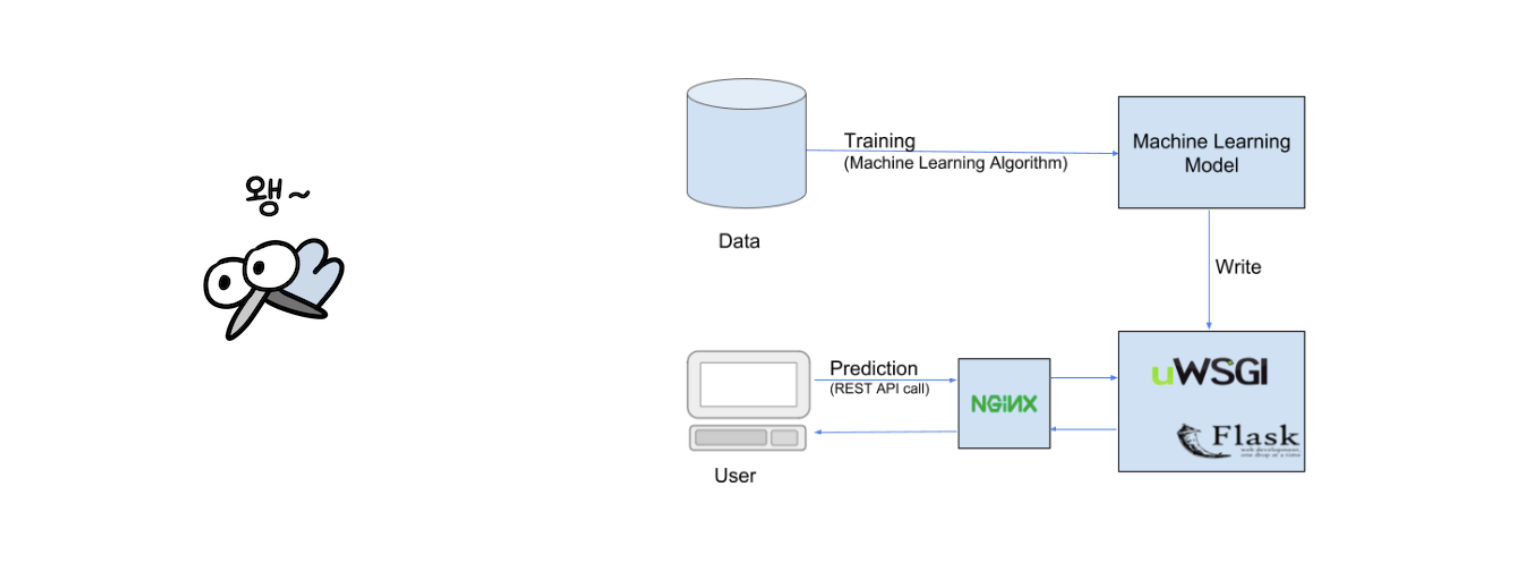 왱~
Training
(Machine Learning Algorithm)
Machine Learning
Model
Data
Write
Prediction
(REST API call)
NGINX
uWSGI
Flask
web development,
one drop at a time
User